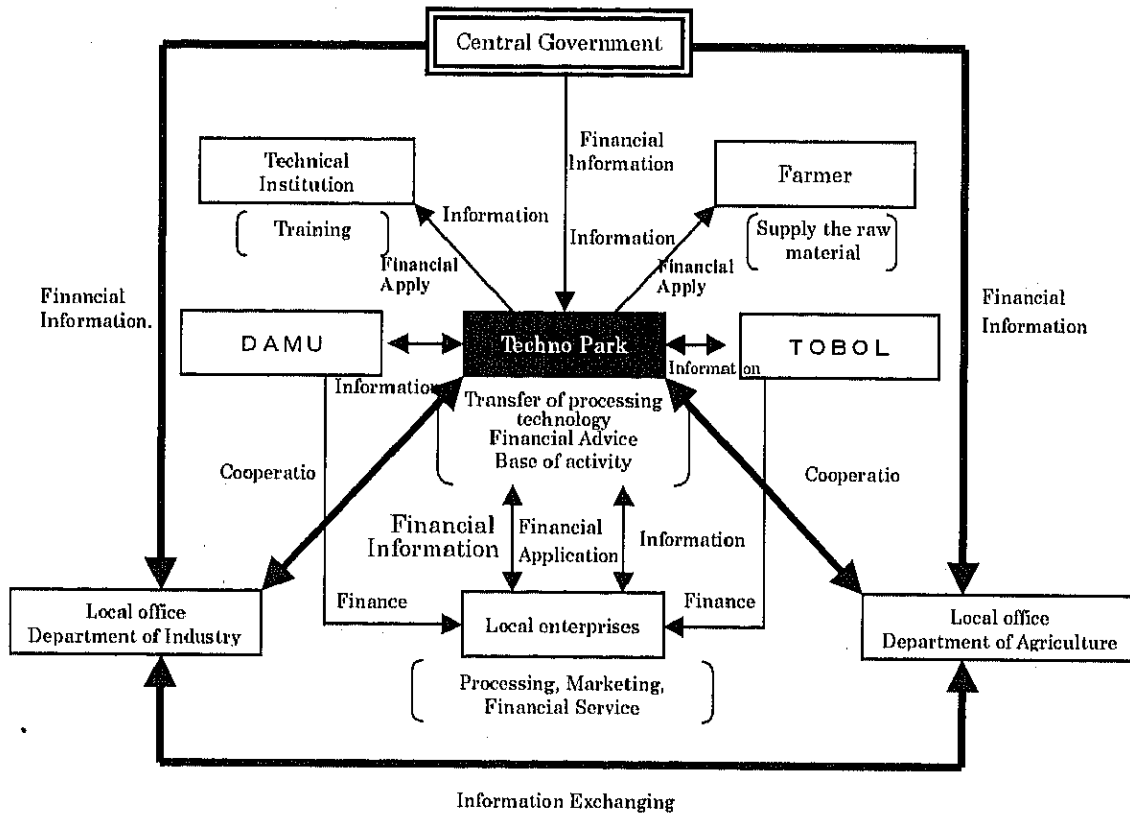 Central Government
Financial
Information
Technical
Institution
Farmer
Training
Information
Information
Supply the raw
material
Financial
Apply
Financial
Apply
Financial
Information.
Financial
Information
DAMU
Techno Park
TOBOL
Information
Information
Transfer of processing
technology
Financial Advice
Base of activity
Cooperatio
Cooperatio
Financial
Information
Financial
Application
Information
Local office
Department of Industry
Finance
Local enterprises
Finance
Local office
Department of Agriculture
Processing, Marketing,
Financial Service
Information Exchanging